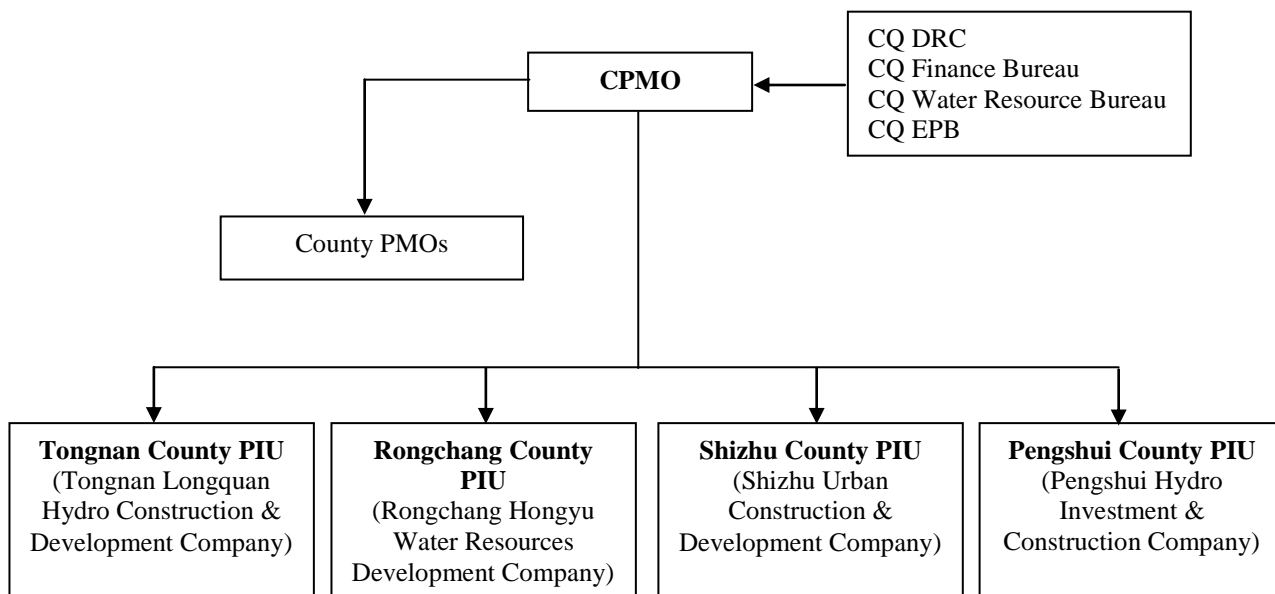 CPMO
CQ DRC
CQ Finance Bureau
CQ Water Resource Bureau
CQ EPB
County PMOs
Tongnan County PIU
(Tongnan Longquan
Hydro Construction &
Development Company)
Rongchang County
PIU
(Rongchang Hongyu
Water Resources
Development Company)
Shizhu County PIU
(Shizhu Urban
Construction &
Development Company)
Pengshui County PIU
(Pengshui Hydro
Investment &
Construction Company)